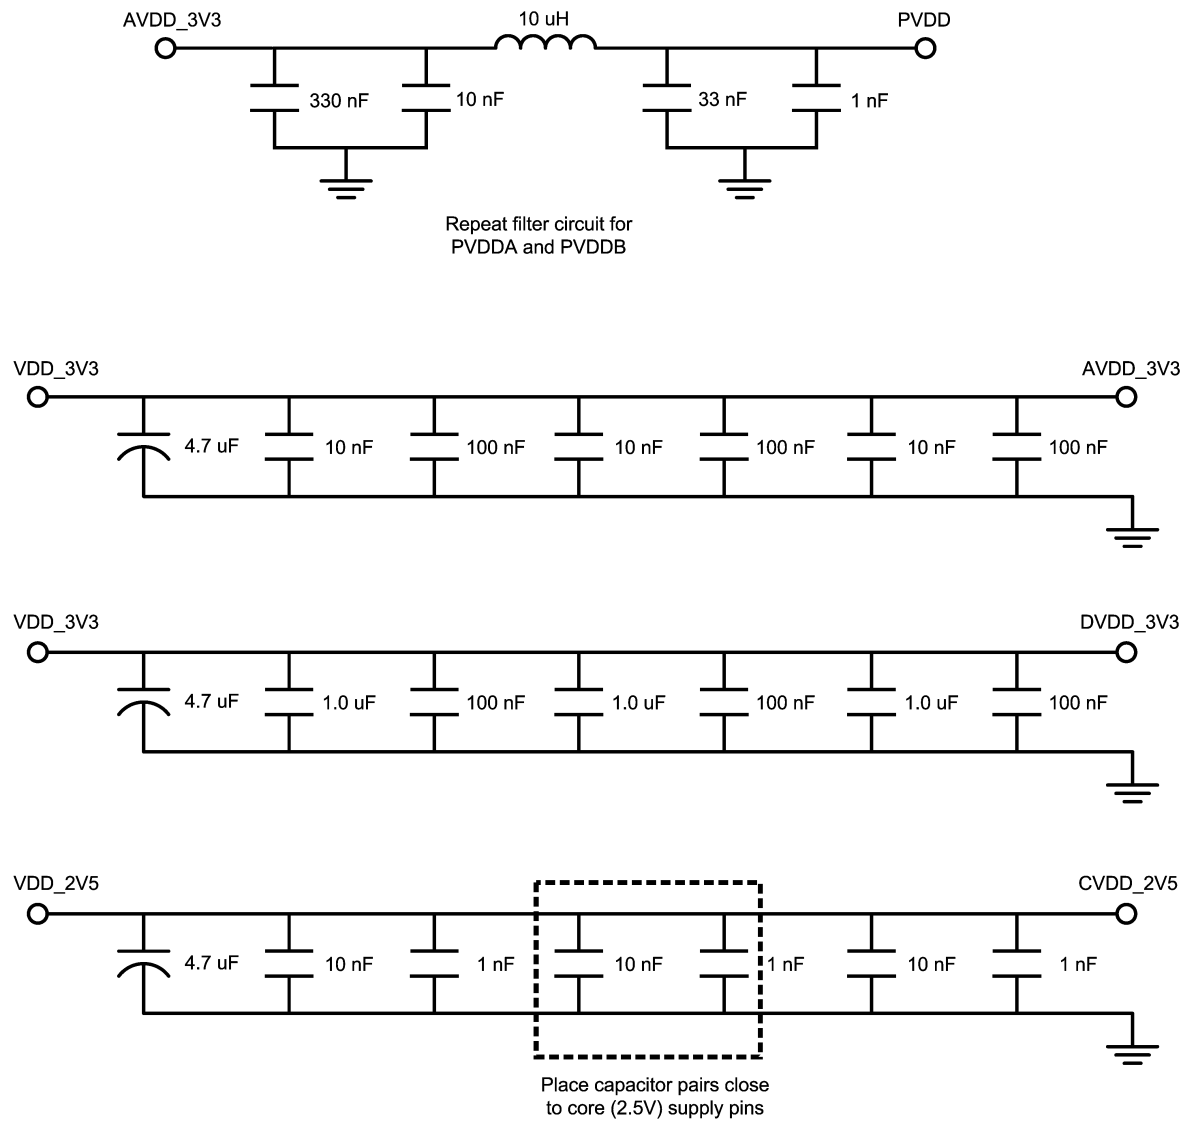 AVDD_3V3
10 uH
PVDD
330 nF
10 nF
33 nF
1 nF
Repeat filter circuit for
PVDDA and PVDDB
VDD_3V3
AVDD_3V3
4.7 uF
10 nF
100 nF
10 nF
100 nF
10 nF
100 nF
VDD_3V3
DVDD_3V3
4.7 uF
1.0 uF
100 nF
1.0 uF
100 nF
1.0 uF
100 nF
VDD_2V5
CVDD_2V5
4.7 uF
10 nF
1 nF
10 nF
1 nF
10 nF
1 nF
Place capacitor pairs close
to core (2.5V) supply pins